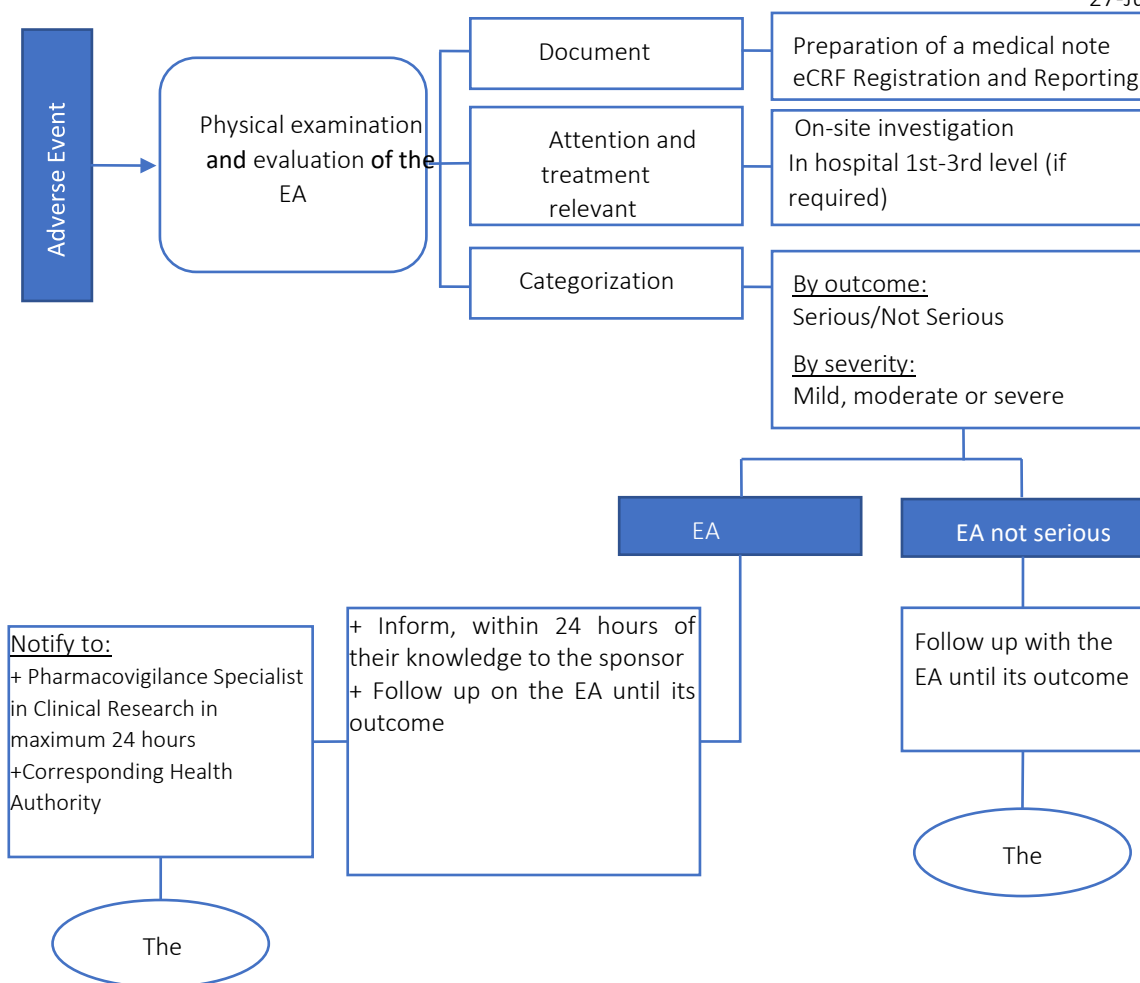 27-Ju
Adverse Event
Physical examination
and evaluation of the
EA
Document
Preparation of a medical note
eCRF Registration and Reporting
Attention and
treatment
relevant
On-site investigation
In hospital 1st-3rd level (if
required)
Categorization
By outcome:
Serious/Not Serious
By severity:
Mild, moderate or severe
EA
EA not serious
Notify to:
+ Pharmacovigilance Specialist
in Clinical Research in
maximum 24 hours
+Corresponding Health
Authority
+ Inform, within 24 hours of
their knowledge to the sponsor
+ Follow up on the EA until its
outcome
Follow up with the
EA until its outcome
The
The